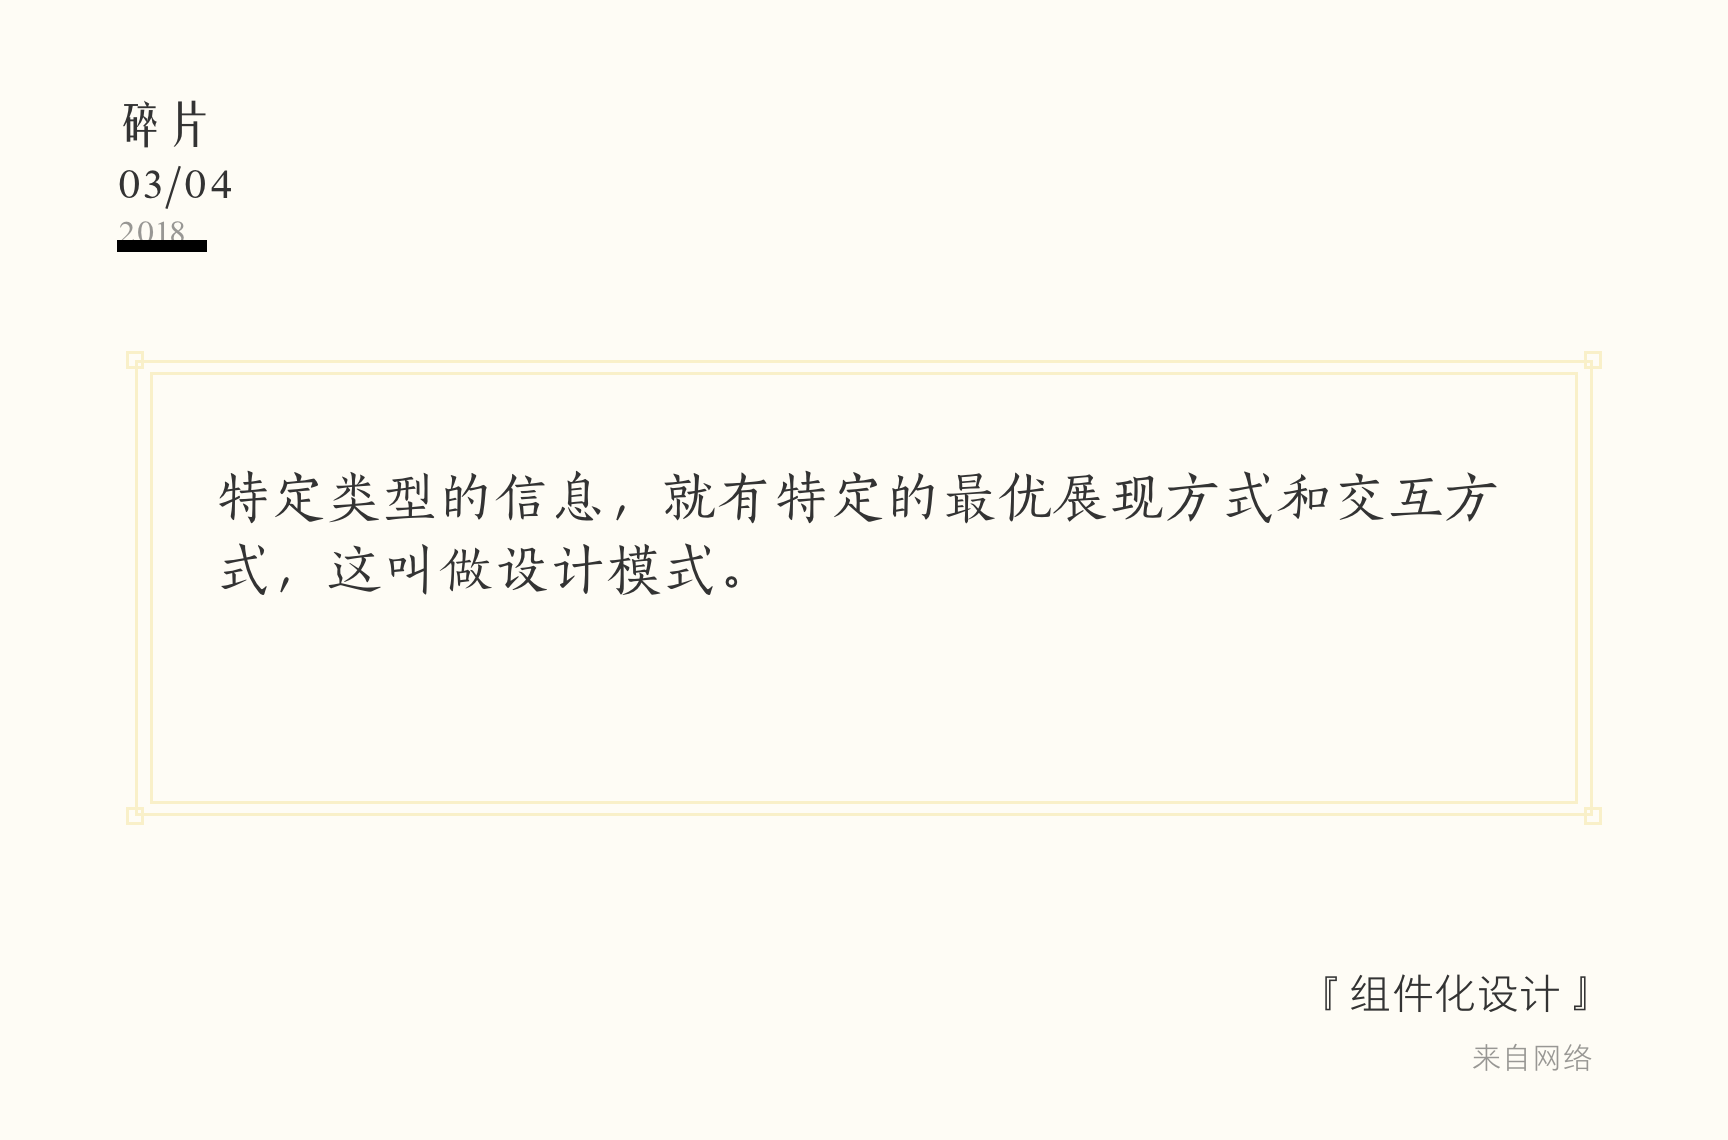 碎片
03/04
2018
特定类型的信息，就有特定的最优展现方式和交互方
式，这叫做设计模式。
『 组件化设计 』
来自网络